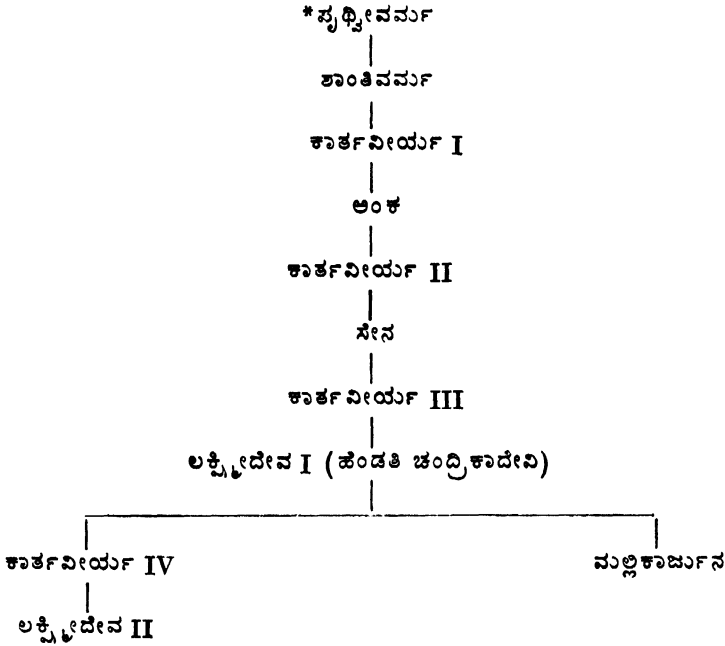 *ಪೃಥ್ವೀವರ್ಮ
ಶಾಂತಿವರ್ಮ
ಕಾರ್ತವೀರ್ಯ I
ಅಂಕ
ಕಾರ್ತವೀರ್ಯ II
ಸೇನ
ಕಾರ್ತವೀರ್ಯ III
ಲಕ್ಷ್ಮೀದೇವ I (ಹೆಂಡತಿ ಚಂದ್ರಿಕಾದೇವಿ)
ಕಾರ್ತವೀರ್ಯ IV ಮಲ್ಲಿಕಾರ್ಜುನ
ಲಕ್ಷ್ಮೀದೇವ II